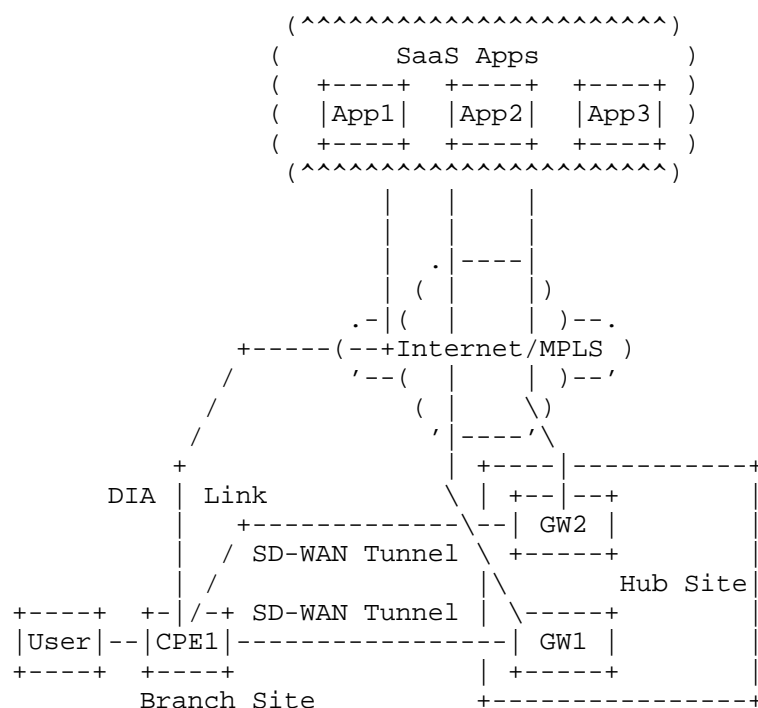 SaaS Apps
App1 App2 App3
Internet/MPLS
DIA Link
GW2
SD-WAN Tunnel
Hub Site
SD-WAN Tunnel
User CPE1 GW1
Branch Site